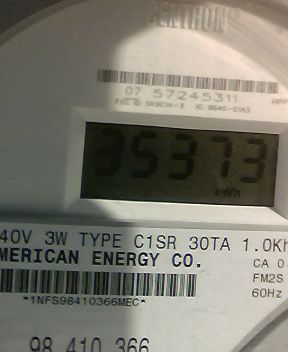 CENTRON®
07 57245311
35373
kWh
40V 3W TYPE C1SR 30TA 1.0Kh
MERICAN ENERGY CO.
CA 0.
FM2S
60Hz
*1NFS98410366MEC*
98 410 366